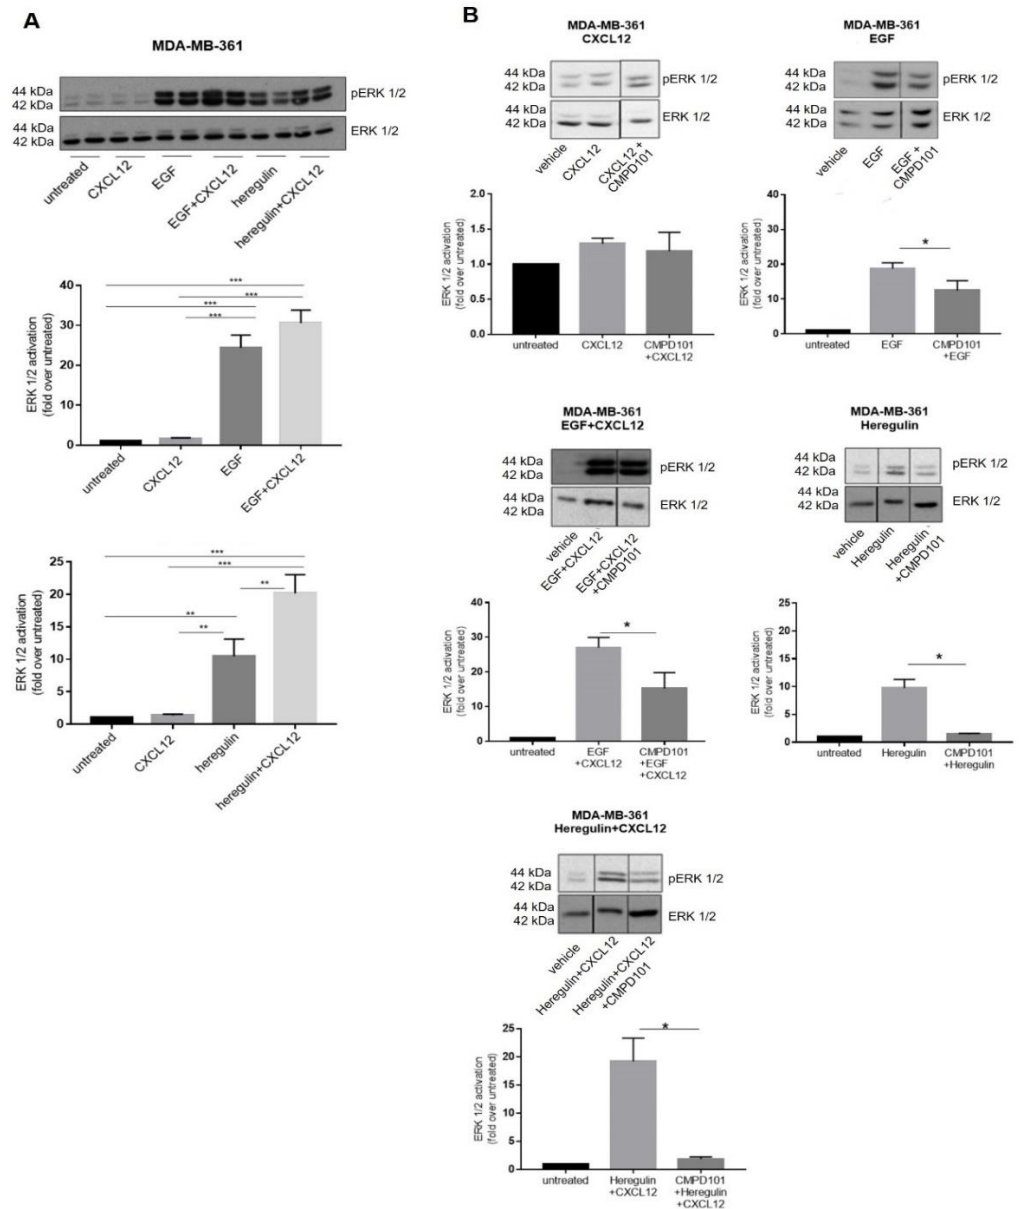 A
MDA-MB-361
44 kDa
42 kDa
pERK 1/2
44 kDa
42 kDa
ERK 1/2
untreated
CXCL12
EGF
EGF+CXCL12
heregulin
heregulin+CXCL12
ERK 1/2 activation
(fold over untreated)
40
30
20
10
0
***
***
***
***
untreated
CXCL12
EGF
EGF+CXCL12
ERK 1/2 activation
(fold over untreated)
25
20
15
10
5
0
***
***
**
**
**
untreated
CXCL12
heregulin
heregulin+CXCL12
B
MDA-MB-361
CXCL12
44 kDa
42 kDa
pERK 1/2
44 kDa
42 kDa
ERK 1/2
vehicle
CXCL12
CXCL12+
CMPD101
ERK 1/2 activation
(fold over untreated)
2.0
1.5
1.0
0.5
0.0
untreated
CXCL12
CMPD101
+CXCL12
MDA-MB-361
EGF
44 kDa
42 kDa
pERK 1/2
44 kDa
42 kDa
ERK 1/2
vehicle
EGF
EGF+
CMPD101
ERK 1/2 activation
(fold over untreated)
40
30
20
10
0
*
untreated
EGF
CMPD101
+EGF
MDA-MB-361
EGF+CXCL12
44 kDa
42 kDa
pERK 1/2
44 kDa
42 kDa
ERK 1/2
vehicle
EGF+CXCL12
EGF+CXCL12
+CMPD101
ERK 1/2 activation
(fold over untreated)
40
30
20
10
0
*
untreated
EGF
+CXCL12
CMPD101
+EGF
+CXCL12
MDA-MB-361
Heregulin
44 kDa
42 kDa
pERK 1/2
44 kDa
42 kDa
ERK 1/2
vehicle
Heregulin
Heregulin
+CMPD101
ERK 1/2 activation
(fold over untreated)
25
20
15
10
5
0
*
untreated
Heregulin
CMPD101
+Heregulin
MDA-MB-361
Heregulin+CXCL12
44 kDa
42 kDa
pERK 1/2
44 kDa
42 kDa
ERK 1/2
vehicle
Heregulin+CXCL12
Heregulin+CXCL12
+CMPD101
ERK 1/2 activation
(fold over untreated)
25
20
15
10
5
0
*
untreated
Heregulin
+CXCL12
CMPD101
+Heregulin
+CXCL12